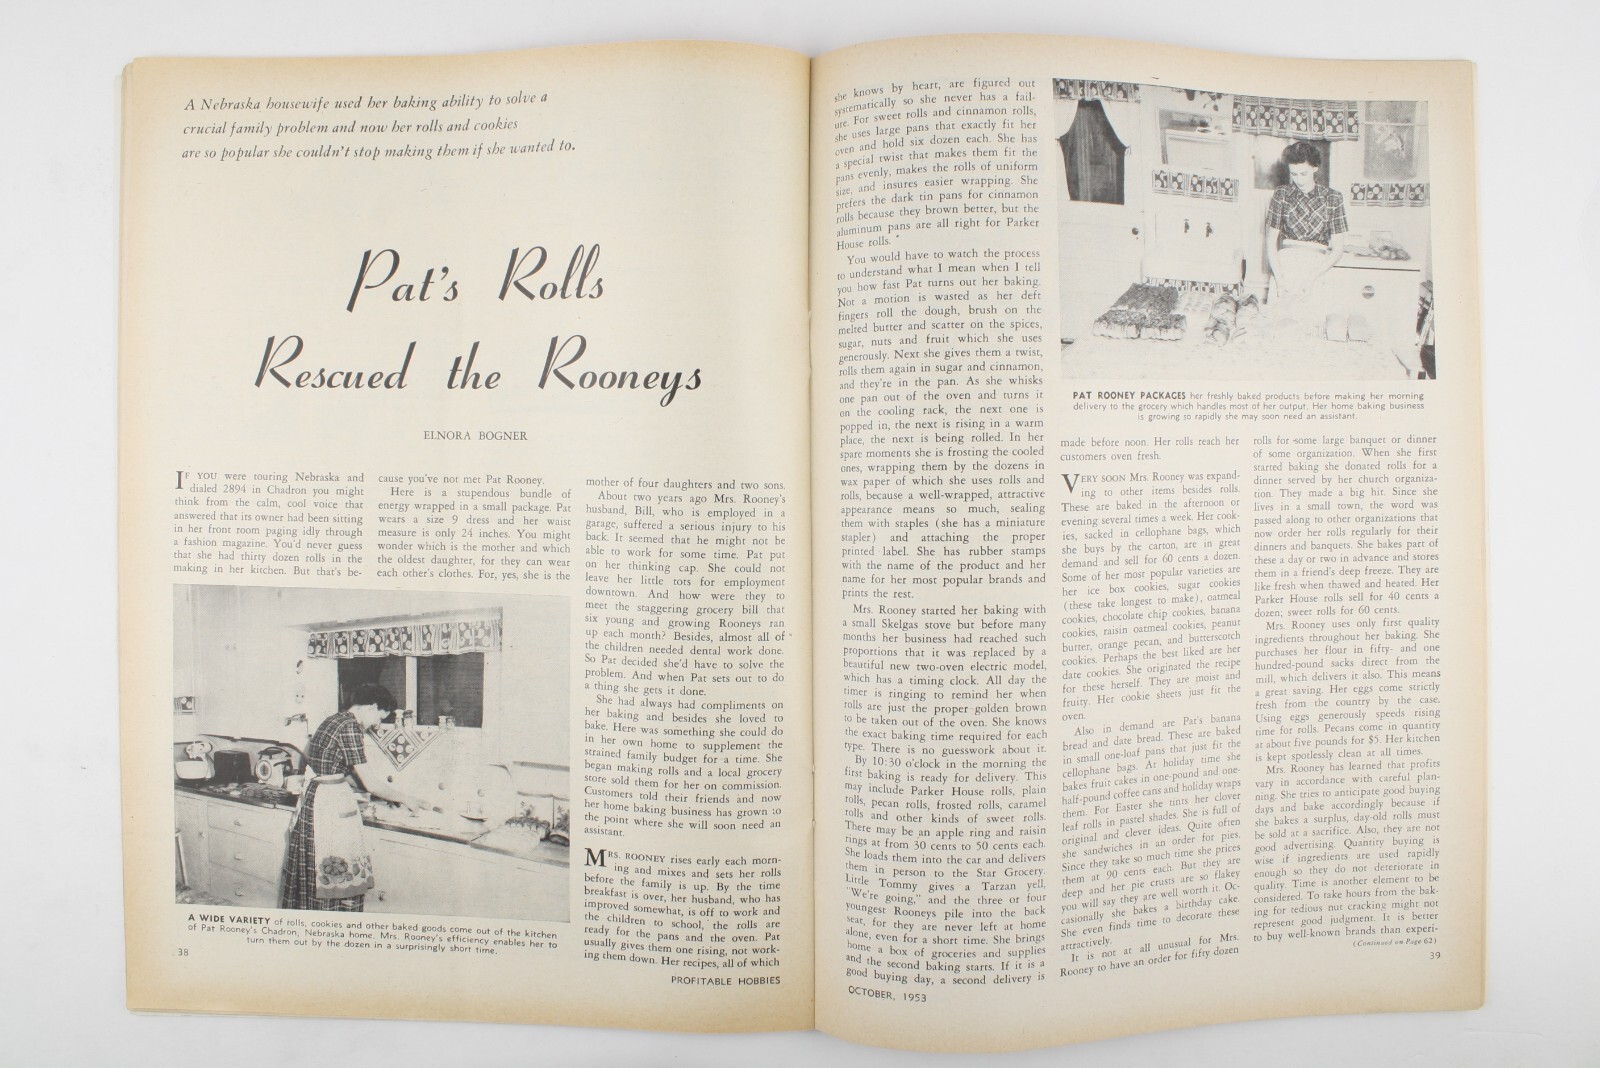 A Nebraska housewife used her baking ability to solve a
crucial family problem and now her rolls and cookies
are so popular she couldn't stop making them if she wanted to.
Pat's Rolls
Rescued the Rooneys
ELNORA BOGNER
IF YOU were touring Nebraska and
dialed 2894 in Chadron you might
think from the calm, cool voice that
answered that its owner had been sitting
in her front room paging idly through
a fashion magazine. You'd never guess
that she had thirty dozen rolls in the
making in her kitchen. But that's be-
cause you've not met Pat Rooney.
Here is a stupendous bundle of
energy wrapped in a small package. Pat
wears a size 9 dress and her waist
measure is only 24 inches. You might
wonder which is the mother and which
the oldest daughter, for they can wear
each other's clothes. For, yes, she is the
A WIDE VARIETY of rolls, cookies and other baked goods come out of the kitchen
of Pat Rooney's Chadron, Nebraska home. Mrs. Rooney's efficiency enables her to
turn them out by the dozen in a surprisingly short time.
38
mother of four daughters and two sons.
About two years ago Mrs. Rooney's
husband, Bill, who is employed in a
garage, suffered a serious injury to his
back. It seemed that he might not be
able to work for some time. Pat put
on her thinking cap. She could not
leave her little tots for employment
downtown. And how were they to
meet the staggering grocery bill that
six young and growing Rooneys ran
up each month? Besides, almost all of
the children needed dental work done.
So Pat decided she'd have to solve the
problem. And when Pat sets out to do
a thing she gets it done.
She had always had compliments on
her baking and besides she loved to
bake. Here was something she could do
in her own home to supplement the
strained family budget for a time. She
began making rolls and a local grocery
store sold them for her on commission.
Customers told their friends and now
her home baking business has grown to
the point where she will soon need an
assistant.
MRS. ROONEY rises early each morn-
ing and mixes and sets her rolls
before the family is up. By the time
breakfast is over, her husband, who has
improved somewhat, is off to work and
the children to school, the rolls are
ready for the pans and the oven. Pat
usually gives them one rising, not work-
ing them down. Her recipes, all of which
PROFITABLE HOBBIES
she knows by heart, are figured out
systematically so she never has a fail-
ure. For sweet rolls and cinnamon rolls,
she uses large pans that exactly fit her
oven and hold six dozen each. She has
a special twist that makes them fit the
pans evenly, makes the rolls of uniform
size, and insures easier wrapping. She
prefers the dark tin pans for cinnamon
rolls because they brown better, but the
aluminum pans are all right for Parker
House rolls.
You would have to watch the process
to understand what I mean when I tell
you how fast Pat turns out her baking.
Not a motion is wasted as her deft
fingers roll the dough, brush on the
melted butter and scatter on the spices,
sugar, nuts and fruit which she uses
generously. Next she gives them a twist,
rolls them again in sugar and cinnamon,
and they're in the pan. As she whisks
one pan out of the oven and turns it
on the cooling rack, the next one is
popped in, the next is rising in a warm
place, the next is being rolled. In her
spare moments she is frosting the cooled
ones, wrapping them by the dozens in
wax paper of which she uses rolls and
rolls, because a well-wrapped, attractive
appearance means so much, sealing
them with staples (she has a miniature
stapler) and attaching the proper
printed label. She has rubber stamps
with the name of the product and her
name for her most popular brands and
prints the rest.
Mrs. Rooney started her baking with
a small Skelgas stove but before many
months her business had reached such
proportions that it was replaced by a
beautiful new two-oven electric model,
which has a timing clock. All day the
timer is ringing to remind her when
rolls are just the proper golden brown
to be taken out of the oven. She knows
the exact baking time required for each
type. There is no guesswork about it.
By 10:30 o'clock in the morning the
first baking is ready for delivery. This
may include Parker House rolls, plain
rolls, pecan rolls, frosted rolls, caramel
rolls and other kinds of sweet rolls.
There may be an apple ring and raisin
rings at from 30 cents to 50 cents each.
She loads them into the car and delivers
them in person to the Star Grocery.
Little Tommy gives a Tarzan yell,
"We're going," and the three or four
youngest Rooneys pile into the back
seat, for they are never left at home
alone, even for a short time. She brings
home a box of groceries and supplies
and the second baking starts. If it is a
good buying day, a second delivery is
OCTOBER, 1953
PAT ROONEY PACKAGES her freshly baked products before making her morning
delivery to the grocery which handles most of her output. Her home baking business
is growing so rapidly she may soon need an assistant.
made before noon. Her rolls reach her
customers oven fresh.
VERY SOON Mrs. Rooney was expand-
ing to other items besides rolls.
These are baked in the afternoon or
evening several times a week. Her cook-
ies, sacked in cellophane bags, which
she buys by the carton, are in great
demand and sell for 60 cents a dozen.
Some of her most popular varieties are
her ice box cookies, sugar cookies
(these take longest to make), oatmeal
cookies, chocolate chip cookies, banana
cookies, raisin oatmeal cookies, peanut
butter, orange pecan, and butterscotch
cookies. Perhaps the best liked are her
date cookies. She originated the recipe
for these herself. They are moist and
fruity. Her cookie sheets just fit the
oven.
Also in demand are Pat's banana
bread and date bread. These are baked
in small one-loaf pans that just fit the
cellophane bags. At holiday time she
bakes fruit cakes in one-pound and one-
half-pound coffee cans and holiday wraps
them. For Easter she tints her clover
leaf rolls in pastel shades. She is full of
original and clever ideas. Quite often
she sandwiches in an order for pies.
Since they take so much time she prices
them at 90 cents each. But they are
deep and her pie crusts are so flakey
you will say they are well worth it. Oc-
casionally she bakes a birthday cake.
She even finds time to decorate these
attractively.
It is not at all unusual for Mrs.
Rooney to have an order for fifty dozen
rolls for some large banquet or dinner
of some organization. When she first
started baking she donated rolls for a
dinner served by her church organiza-
tion. They made a big hit. Since she
lives in a small town, the word was
passed along to other organizations that
now order her rolls regularly for their
dinners and banquets. She bakes part of
these a day or two in advance and stores
them in a friend's deep freeze. They are
like fresh when thawed and heated. Her
Parker House rolls sell for 40 cents a
dozen; sweet rolls for 60 cents.
Mrs. Rooney uses only first quality
ingredients throughout her baking. She
purchases her flour in fifty- and one
hundred-pound sacks direct from the
mill, which delivers it also. This means
a great saving. Her eggs come strictly
fresh from the country by the case.
Using eggs generously speeds rising
time for rolls. Pecans come in quantity
at about five pounds for $5. Her kitchen
is kept spotlessly clean at all times.
Mrs. Rooney has learned that profits
vary in accordance with careful plan-
ning. She tries to anticipate good buying
days and bake accordingly because if
she bakes a surplus, day-old rolls must
be sold at a sacrifice. Also, they are not
good advertising. Quantity buying is
wise if ingredients are used rapidly
enough so they do not deteriorate in
quality. Time is another element to be
considered. To take hours from the bak-
ing for tedious nut cracking might not
represent good judgment. It is better
to buy well-known brands than experi-
(Continued on Page 62)
39